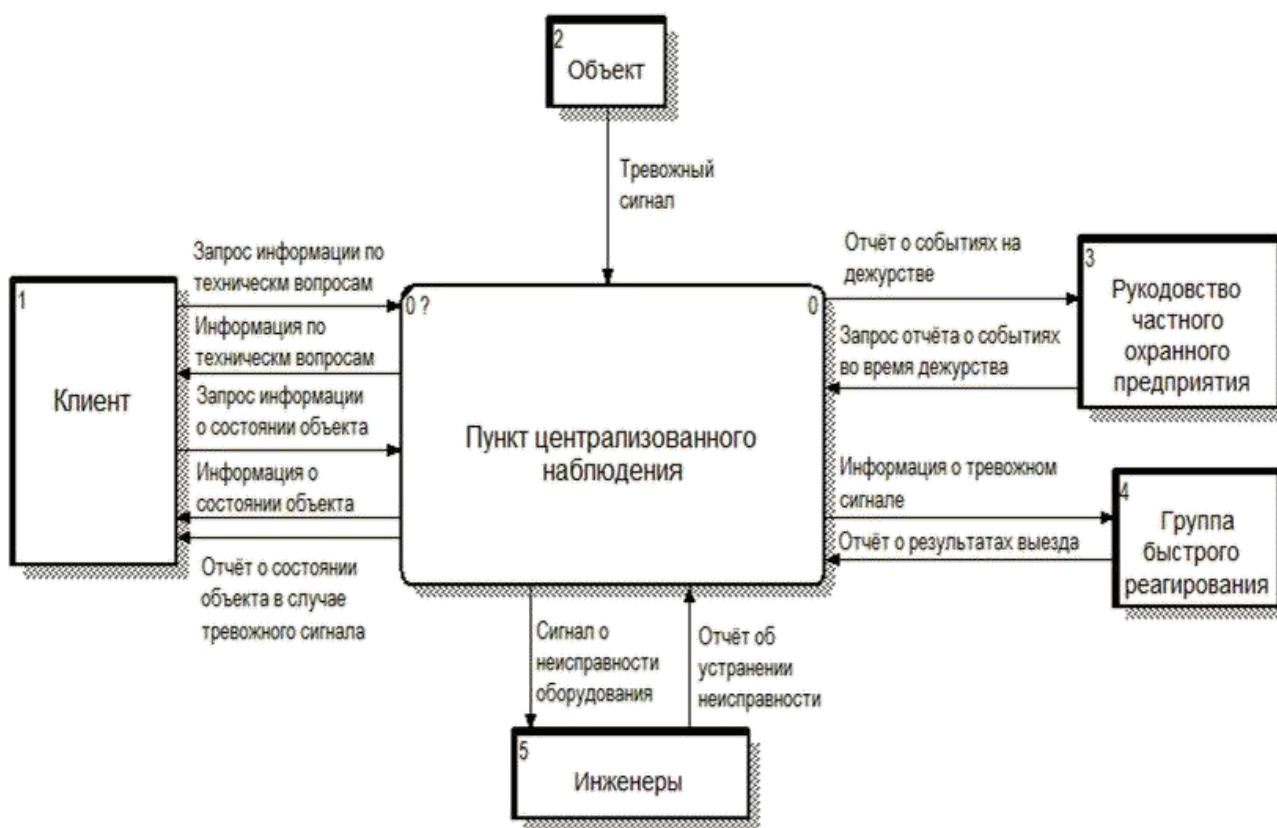 2
Объект
Тревожный
сигнал
Запрос информации по
техническм вопросам
Информация по
техническм вопросам
Запрос информации
о состоянии объекта
Информация о
состоянии объекта
Отчёт о состоянии
объекта в случае
тревожного сигнала
1
Клиент
0 ?
0
Пункт централизованного
наблюдения
Отчёт о событиях на
дежурстве
Запрос отчёта о событиях
во время дежурства
3
Рукодовство
частного
охранного
предприятия
Информация о тревожном
сигнале
Отчёт о результатах выезда
4
Группа
быстрого
реагирования
Сигнал о
неисправности
оборудования
Отчёт об
устранении
неисправности
5
Инженеры